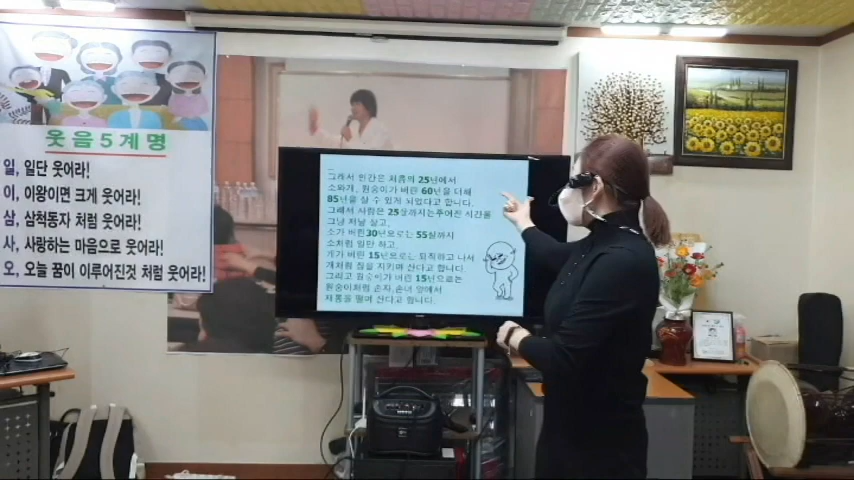 웃음5계명
일, 일단 웃어라!
이, 이왕이면 크게 웃어라!
삼, 삼척동자 처럼 웃어라!
사, 사랑하는 마음으로 웃어라!
오, 오늘 꿈이 이루어진것 처럼 웃어라!
그래서 인간은 재롱의 25년에서
소와개, 원숭이가 버린 60년을 더해
85년을 살 수 있게 되었다고 합니다.
그래서 사람은 25살까지는주어진 시간을
그냥 저냥 살고,
소가 버린30년으로는 55살까지
소처럼 일만 하고,
개가 버린 15년으로는 퇴직하고 나서
개처럼 집을 지키며 산다고 합니다.
그리고 원숭이가 버린 15년으로는
원숭이처럼 손자,손녀 앞에서
재롱을 떨며 산다고 합니다.